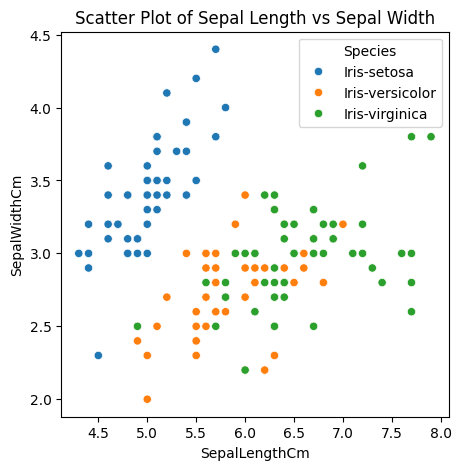 Scatter Plot of Sepal Length vs Sepal Width
Species
Iris-setosa
Iris-versicolor
Iris-virginica
SepalWidthCm
4.5
4.0
3.5
3.0
2.5
2.0
4.5 5.0 5.5 6.0 6.5 7.0 7.5 8.0
SepalLengthCm